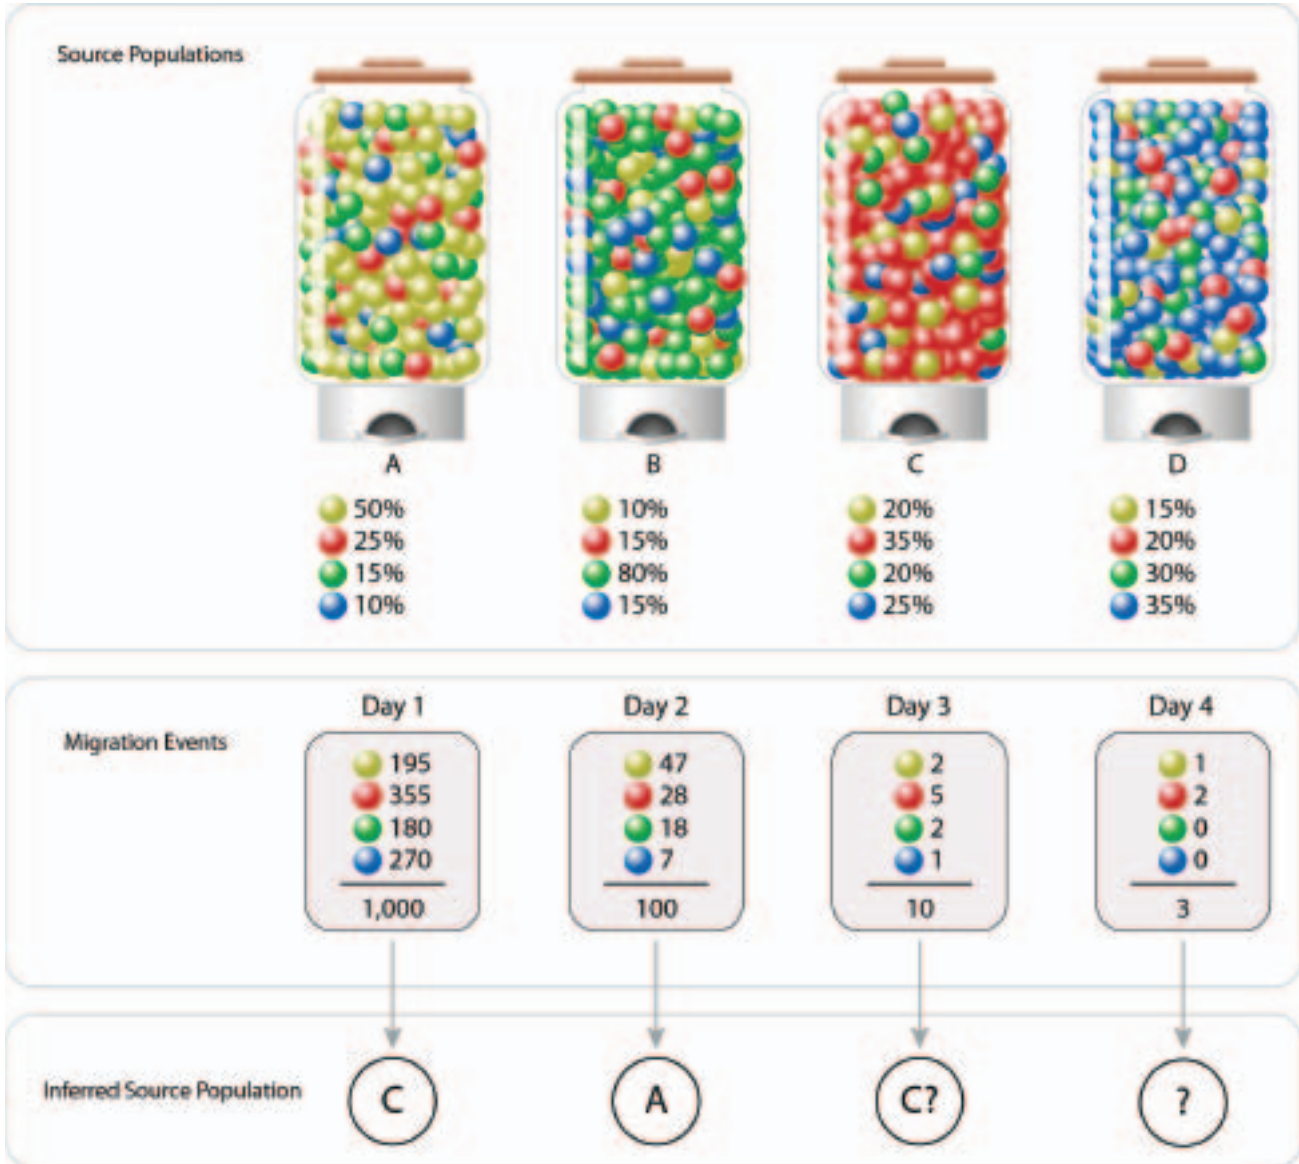 Source Populations
A B C D
50% 10% 20% 15%
25% 15% 35% 20%
15% 80% 20% 30%
10% 15% 25% 35%
Day 1 Day 2 Day 3 Day 4
Migration Events
195 47 2 1
355 28 5 2
180 18 2 0
270 7 1 0
1,000 100 10 3
Inferred Source Population C A C? ?